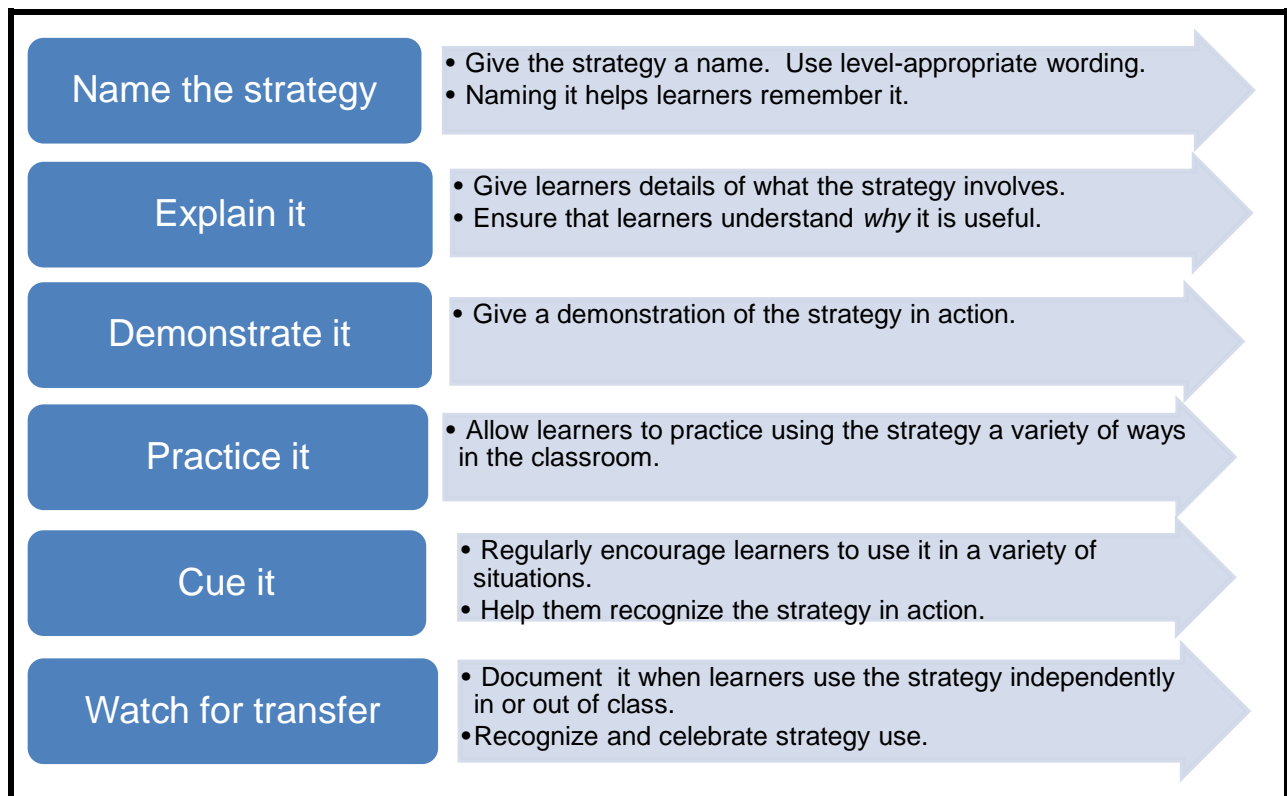 Name the strategy
• Give the strategy a name.  Use level-appropriate wording.
• Naming it helps learners remember it.
Explain it
• Give learners details of what the strategy involves.
• Ensure that learners understand why it is useful.
Demonstrate it
• Give a demonstration of the strategy in action.
Practice it
• Allow learners to practice using the strategy a variety of ways
in the classroom.
Cue it
• Regularly encourage learners to use it in a variety of
situations.
• Help them recognize the strategy in action.
Watch for transfer
• Document  it when learners use the strategy independently
in or out of class.
•Recognize and celebrate strategy use.